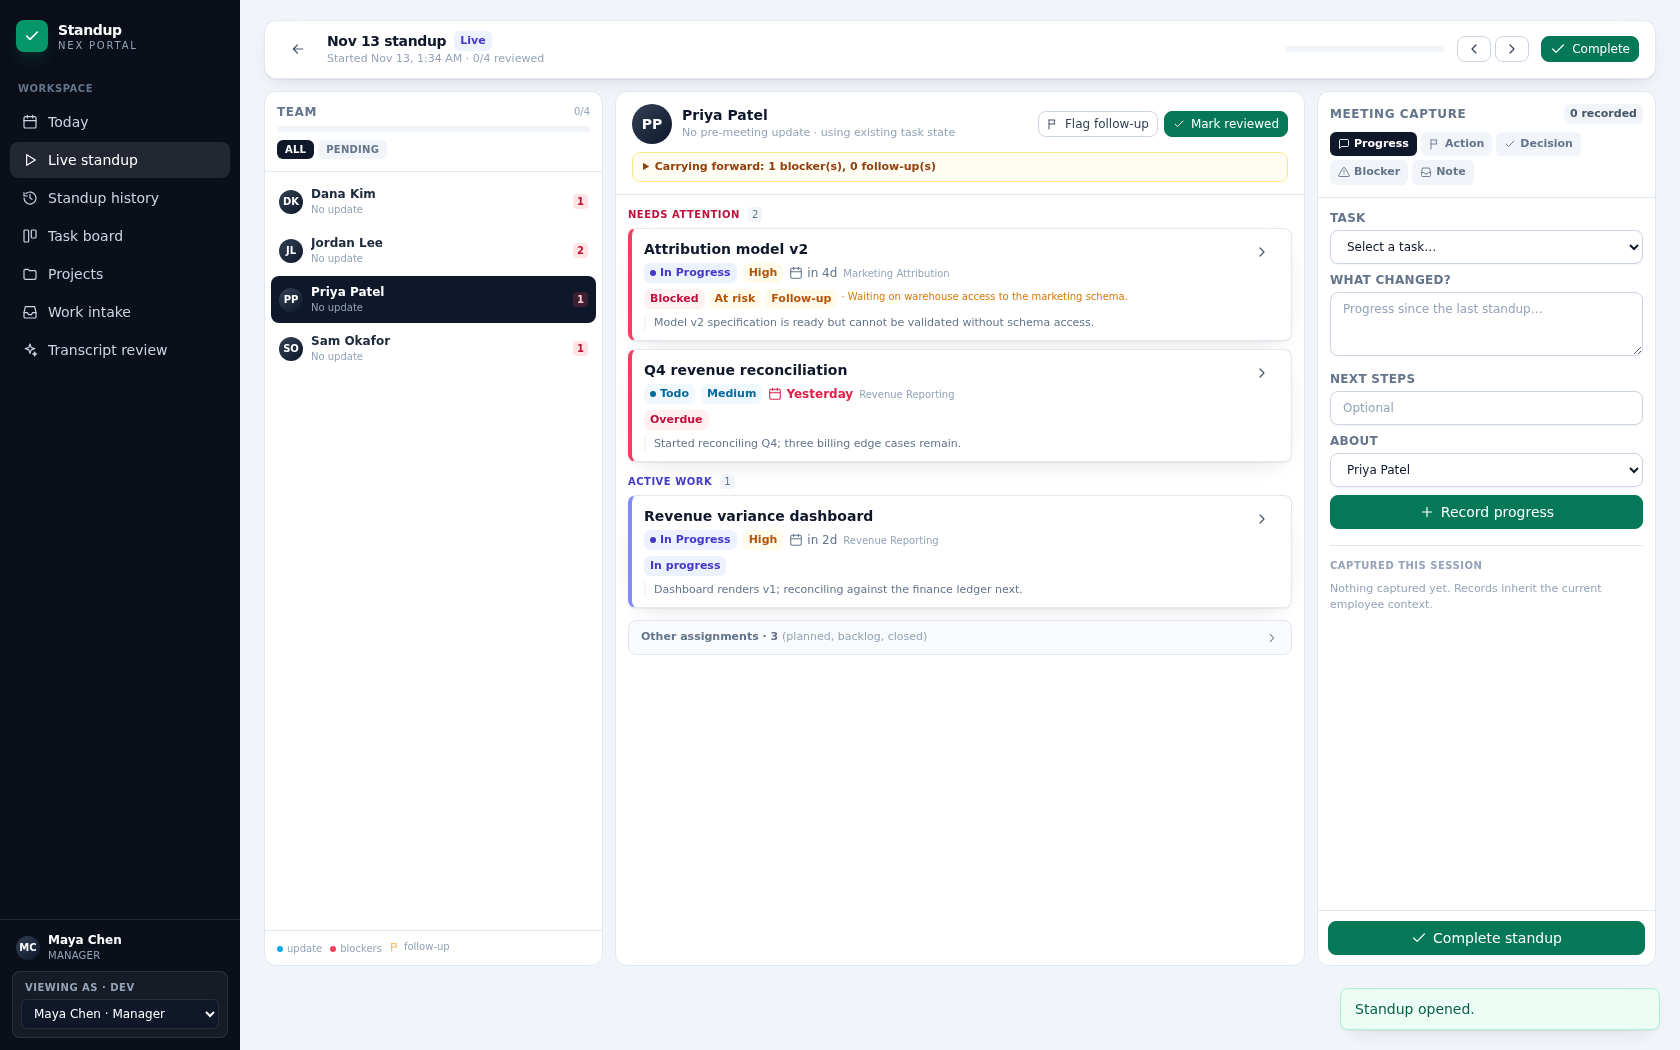 Standup
NEX PORTAL
WORKSPACE
Today
Live standup
Standup history
Task board
Projects
Work intake
Transcript review
MC
Maya Chen
MANAGER
VIEWING AS · DEV
Maya Chen · Manager
Nov 13 standup Live
Started Nov 13, 1:34 AM · 0/4 reviewed
Complete
TEAM 0/4
ALL PENDING
DK Dana Kim
No update
1
JL Jordan Lee
No update
2
PP Priya Patel
No update
1
SO Sam Okafor
No update
1
update blockers follow-up
PP
Priya Patel
No pre-meeting update · using existing task state
Flag follow-up
Mark reviewed
Carrying forward: 1 blocker(s), 0 follow-up(s)
NEEDS ATTENTION 2
Attribution model v2
In Progress High in 4d Marketing Attribution
Blocked At risk Follow-up · Waiting on warehouse access to the marketing schema.
Model v2 specification is ready but cannot be validated without schema access.
Q4 revenue reconciliation
Todo Medium Yesterday Revenue Reporting
Overdue
Started reconciling Q4; three billing edge cases remain.
ACTIVE WORK 1
Revenue variance dashboard
In Progress High in 2d Revenue Reporting
In progress
Dashboard renders v1; reconciling against the finance ledger next.
Other assignments · 3 (planned, backlog, closed)
MEETING CAPTURE 0 recorded
Progress Action Decision
Blocker Note
TASK
Select a task…
WHAT CHANGED?
Progress since the last standup…
NEXT STEPS
Optional
ABOUT
Priya Patel
Record progress
CAPTURED THIS SESSION
Nothing captured yet. Records inherit the current
employee context.
Complete standup
Standup opened.